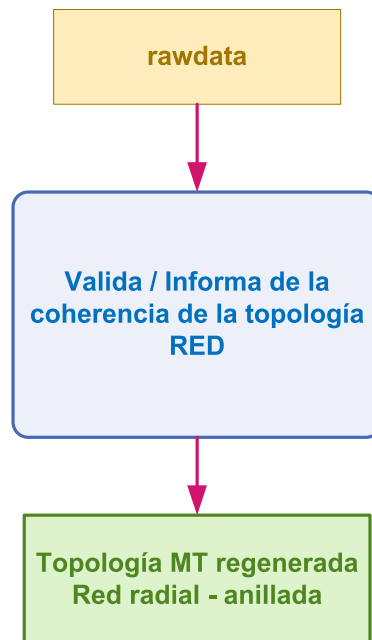 rawdata
Valida / Informa de la
coherencia de la topología
RED
Topología MT regenerada
Red radial - anillada